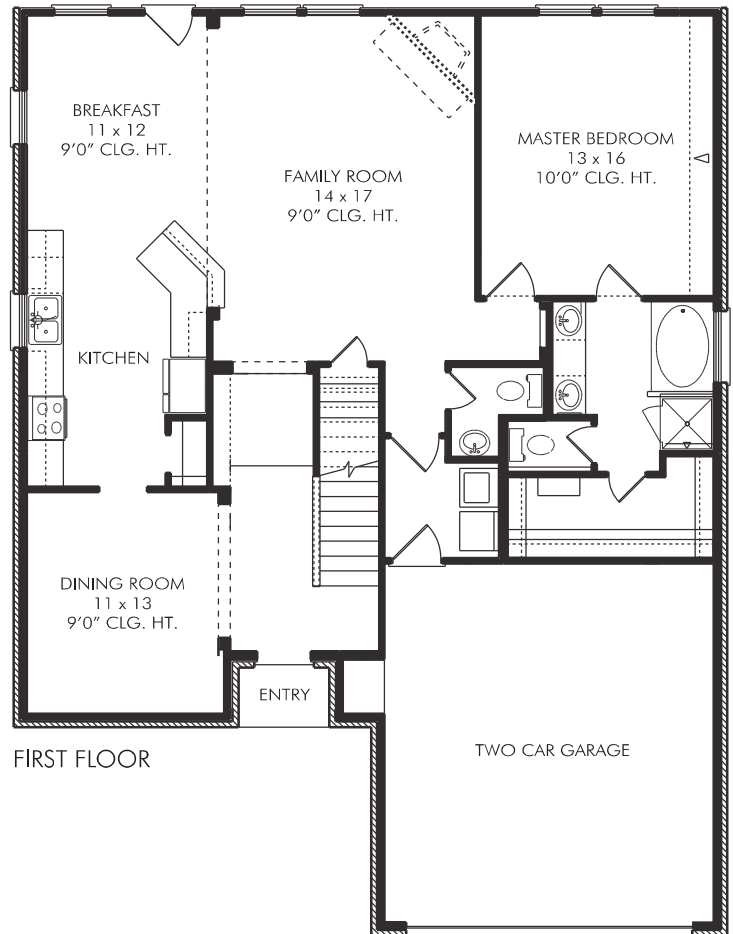 BREAKFAST
11 x 12
9'0" CLG. HT.
MASTER BEDROOM
13 x 16
10'0" CLG. HT.
FAMILY ROOM
14 x 17
9'0" CLG. HT.
KITCHEN
DINING ROOM
11 x 13
9'0" CLG. HT.
ENTRY
TWO CAR GARAGE
FIRST FLOOR